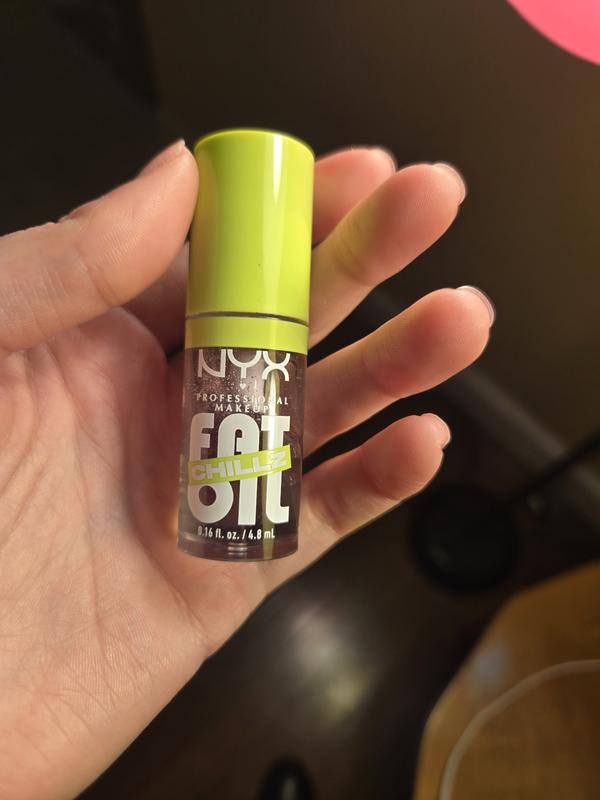 NYX
PROFESSIONAL
MAKEUP
FAT
CHILLZ
OIL
0.16 fl. oz. / 4.8 mL